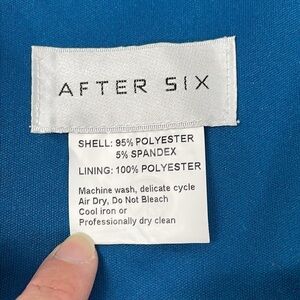 AFTER SIX
SHELL: 95% POLYESTER
5% SPANDEX
LINING: 100% POLYESTER
Machine wash, delicate cycle
Air Dry, Do Not Bleach
Cool iron or
Professionally dry clean